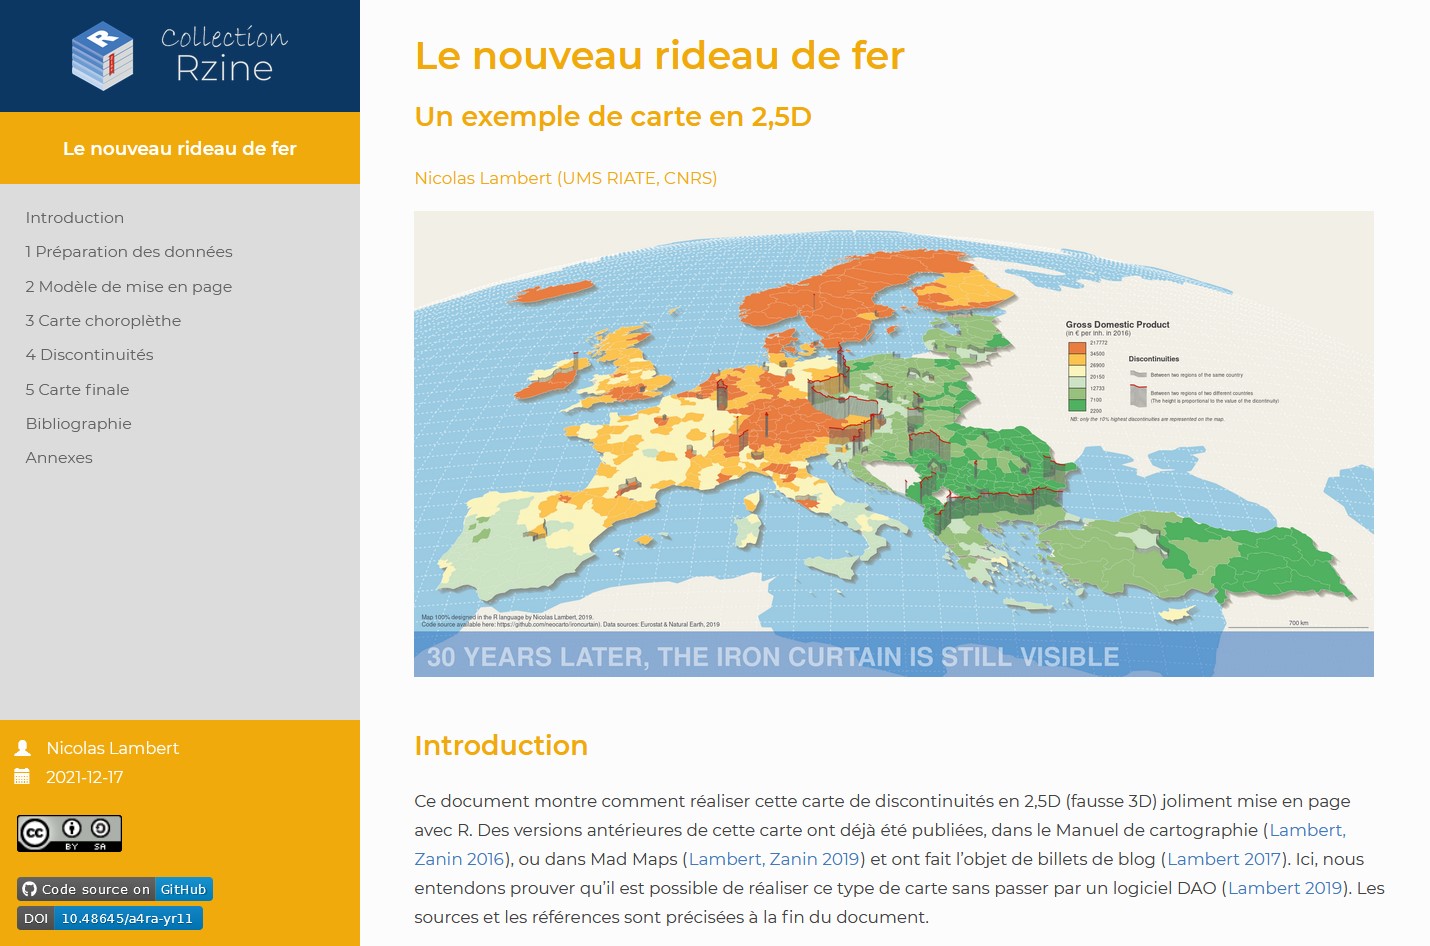 Collection
Rzine
Le nouveau rideau de fer
Introduction
1 Préparation des données
2 Modèle de mise en page
3 Carte choroplèthe
4 Discontinuités
5 Carte finale
Bibliographie
Annexes
Nicolas Lambert
2021-12-17
cc
BY SA
Code source on GitHub
DOI 10.48645/a4ra-yr11
Le nouveau rideau de fer
Un exemple de carte en 2,5D
Nicolas Lambert (UMS RIATE, CNRS)
Gross Domestic Product
(in € per inh. in 2016)
217772
34500
26900
20150
12733
7100
2200
Discontinuities
Between two regions of the same country
Between two regions of two different countries
(The height is proportional to the value of the discontinuity)
NB: only the 10% highest discontinuities are represented on the map.
Map 100% designed in the R language by Nicolas Lambert, 2019.
Code source available here: https://github.com/neocarto/ironcurtain). Data sources: Eurostat & Natural Earth, 2019
700 km
30 YEARS LATER, THE IRON CURTAIN IS STILL VISIBLE
Introduction
Ce document montre comment réaliser cette carte de discontinuités en 2,5D (fausse 3D) joliment mise en page
avec R. Des versions antérieures de cette carte ont déjà été publiées, dans le Manuel de cartographie (Lambert,
Zanin 2016), ou dans Mad Maps (Lambert, Zanin 2019) et ont fait l'objet de billets de blog (Lambert 2017). Ici, nous
entendons prouver qu'il est possible de réaliser ce type de carte sans passer par un logiciel DAO (Lambert 2019). Les
sources et les références sont précisées à la fin du document.